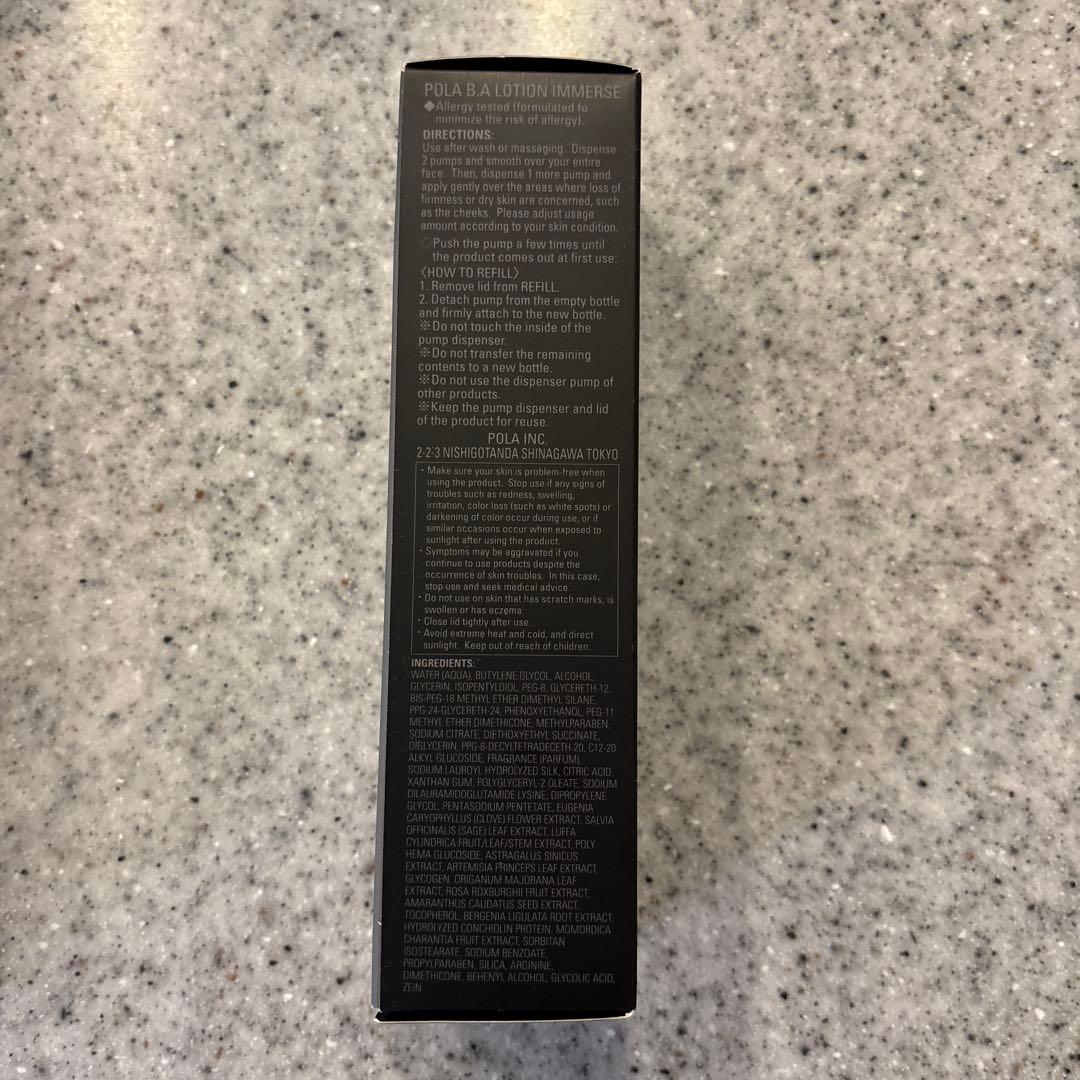 POLA B.A LOTION IMMERSE
◆Allergy tested (formulated to
minimize the risk of allergy).
DIRECTIONS:
Use after wash or massaging. Dispense
2 pumps and smooth over your entire
face. Then, dispense 1 more pump and
apply gently over the areas where loss of
firmness or dry skin are concerned, such
as the cheeks. Please adjust usage
amount according to your skin condition.
◇Push the pump a few times until
the product comes out at first use.
〈HOW TO REFILL〉
1. Remove lid from REFILL.
2. Detach pump from the empty bottle
and firmly attach to the new bottle.
※Do not touch the inside of the
pump dispenser.
※Do not transfer the remaining
contents to a new bottle.
※Do not use the dispenser pump of
other products.
※Keep the pump dispenser and lid
of the product for reuse.
POLA INC.
2-2-3 NISHIGOTANDA SHINAGAWA TOKYO
・Make sure your skin is problem-free when
using the product. Stop use if any signs of
troubles such as redness, swelling,
irritation, color loss (such as white spots) or
darkening of color occur during use, or if
similar occasions occur when exposed to
sunlight after using the product.
・Symptoms may be aggravated if you
continue to use products despite the
occurrence of skin troubles. In this case,
stop use and seek medical advice.
・Do not use on skin that has scratch marks, is
swollen or has eczema.
・Close lid tightly after use.
・Avoid extreme heat and cold, and direct
sunlight. Keep out of reach of children.
INGREDIENTS:
WATER (AQUA), BUTYLENE GLYCOL, ALCOHOL,
GLYCERIN, ISOPENTYLDIOL, PEG-8, GLYCERETH-12,
BIS-PEG-18 METHYL ETHER DIMETHYL SILANE,
PPG-24-GLYCERETH-24, PHENOXYETHANOL, PEG-11
METHYL ETHER DIMETHICONE, METHYLPARABEN,
SODIUM CITRATE, DIETHOXYETHYL SUCCINATE,
DIGLYCERIN, PPG-6-DECYLTETRADECETH-20, C12-20
ALKYL GLUCOSIDE, FRAGRANCE (PARFUM),
SODIUM LAUROYL HYDROLYZED SILK, CITRIC ACID,
XANTHAN GUM, POLYGLYCERYL-2 OLEATE, SODIUM
DILAURAMIDOGLUTAMIDE LYSINE, DIPROPYLENE
GLYCOL, PENTASODIUM PENTETATE, EUGENIA
CARYOPHYLLUS (CLOVE) FLOWER EXTRACT, SALVIA
OFFICINALIS (SAGE) LEAF EXTRACT, LUFFA
CYLINDRICA FRUIT/LEAF/STEM EXTRACT, POLY
HEMA GLUCOSIDE, ASTRAGALUS SINICUS
EXTRACT, ARTEMISIA PRINCEPS LEAF EXTRACT,
GLYCOGEN, ORIGANUM MAJORANA LEAF
EXTRACT, ROSA ROXBURGHII FRUIT EXTRACT,
AMARANTHUS CAUDATUS SEED EXTRACT,
TOCOPHEROL, BERGENIA LIGULATA ROOT EXTRACT,
HYDROLYZED CONCHIOLIN PROTEIN, MOMORDICA
CHARANTIA FRUIT EXTRACT, SORBITAN
ISOSTEARATE, SODIUM BENZOATE,
PROPYLPARABEN, SILICA, ARGININE,
DIMETHICONE, BEHENYL ALCOHOL, GLYCOLIC ACID,
ZEIN